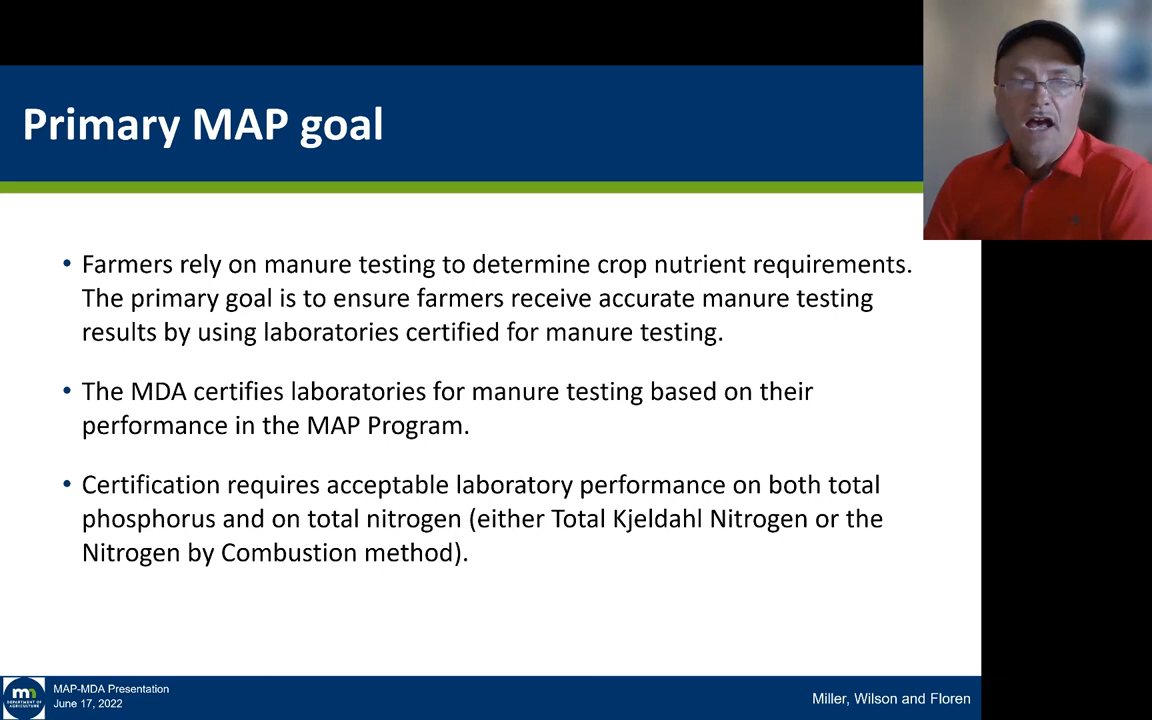 Primary MAP goal
• Farmers rely on manure testing to determine crop nutrient requirements.
The primary goal is to ensure farmers receive accurate manure testing
results by using laboratories certified for manure testing.
• The MDA certifies laboratories for manure testing based on their
performance in the MAP Program.
• Certification requires acceptable laboratory performance on both total
phosphorus and on total nitrogen (either Total Kjeldahl Nitrogen or the
Nitrogen by Combustion method).
mn
DEPARTMENT OF
AGRICULTURE
MAP-MDA Presentation
June 17, 2022
Miller, Wilson and Floren